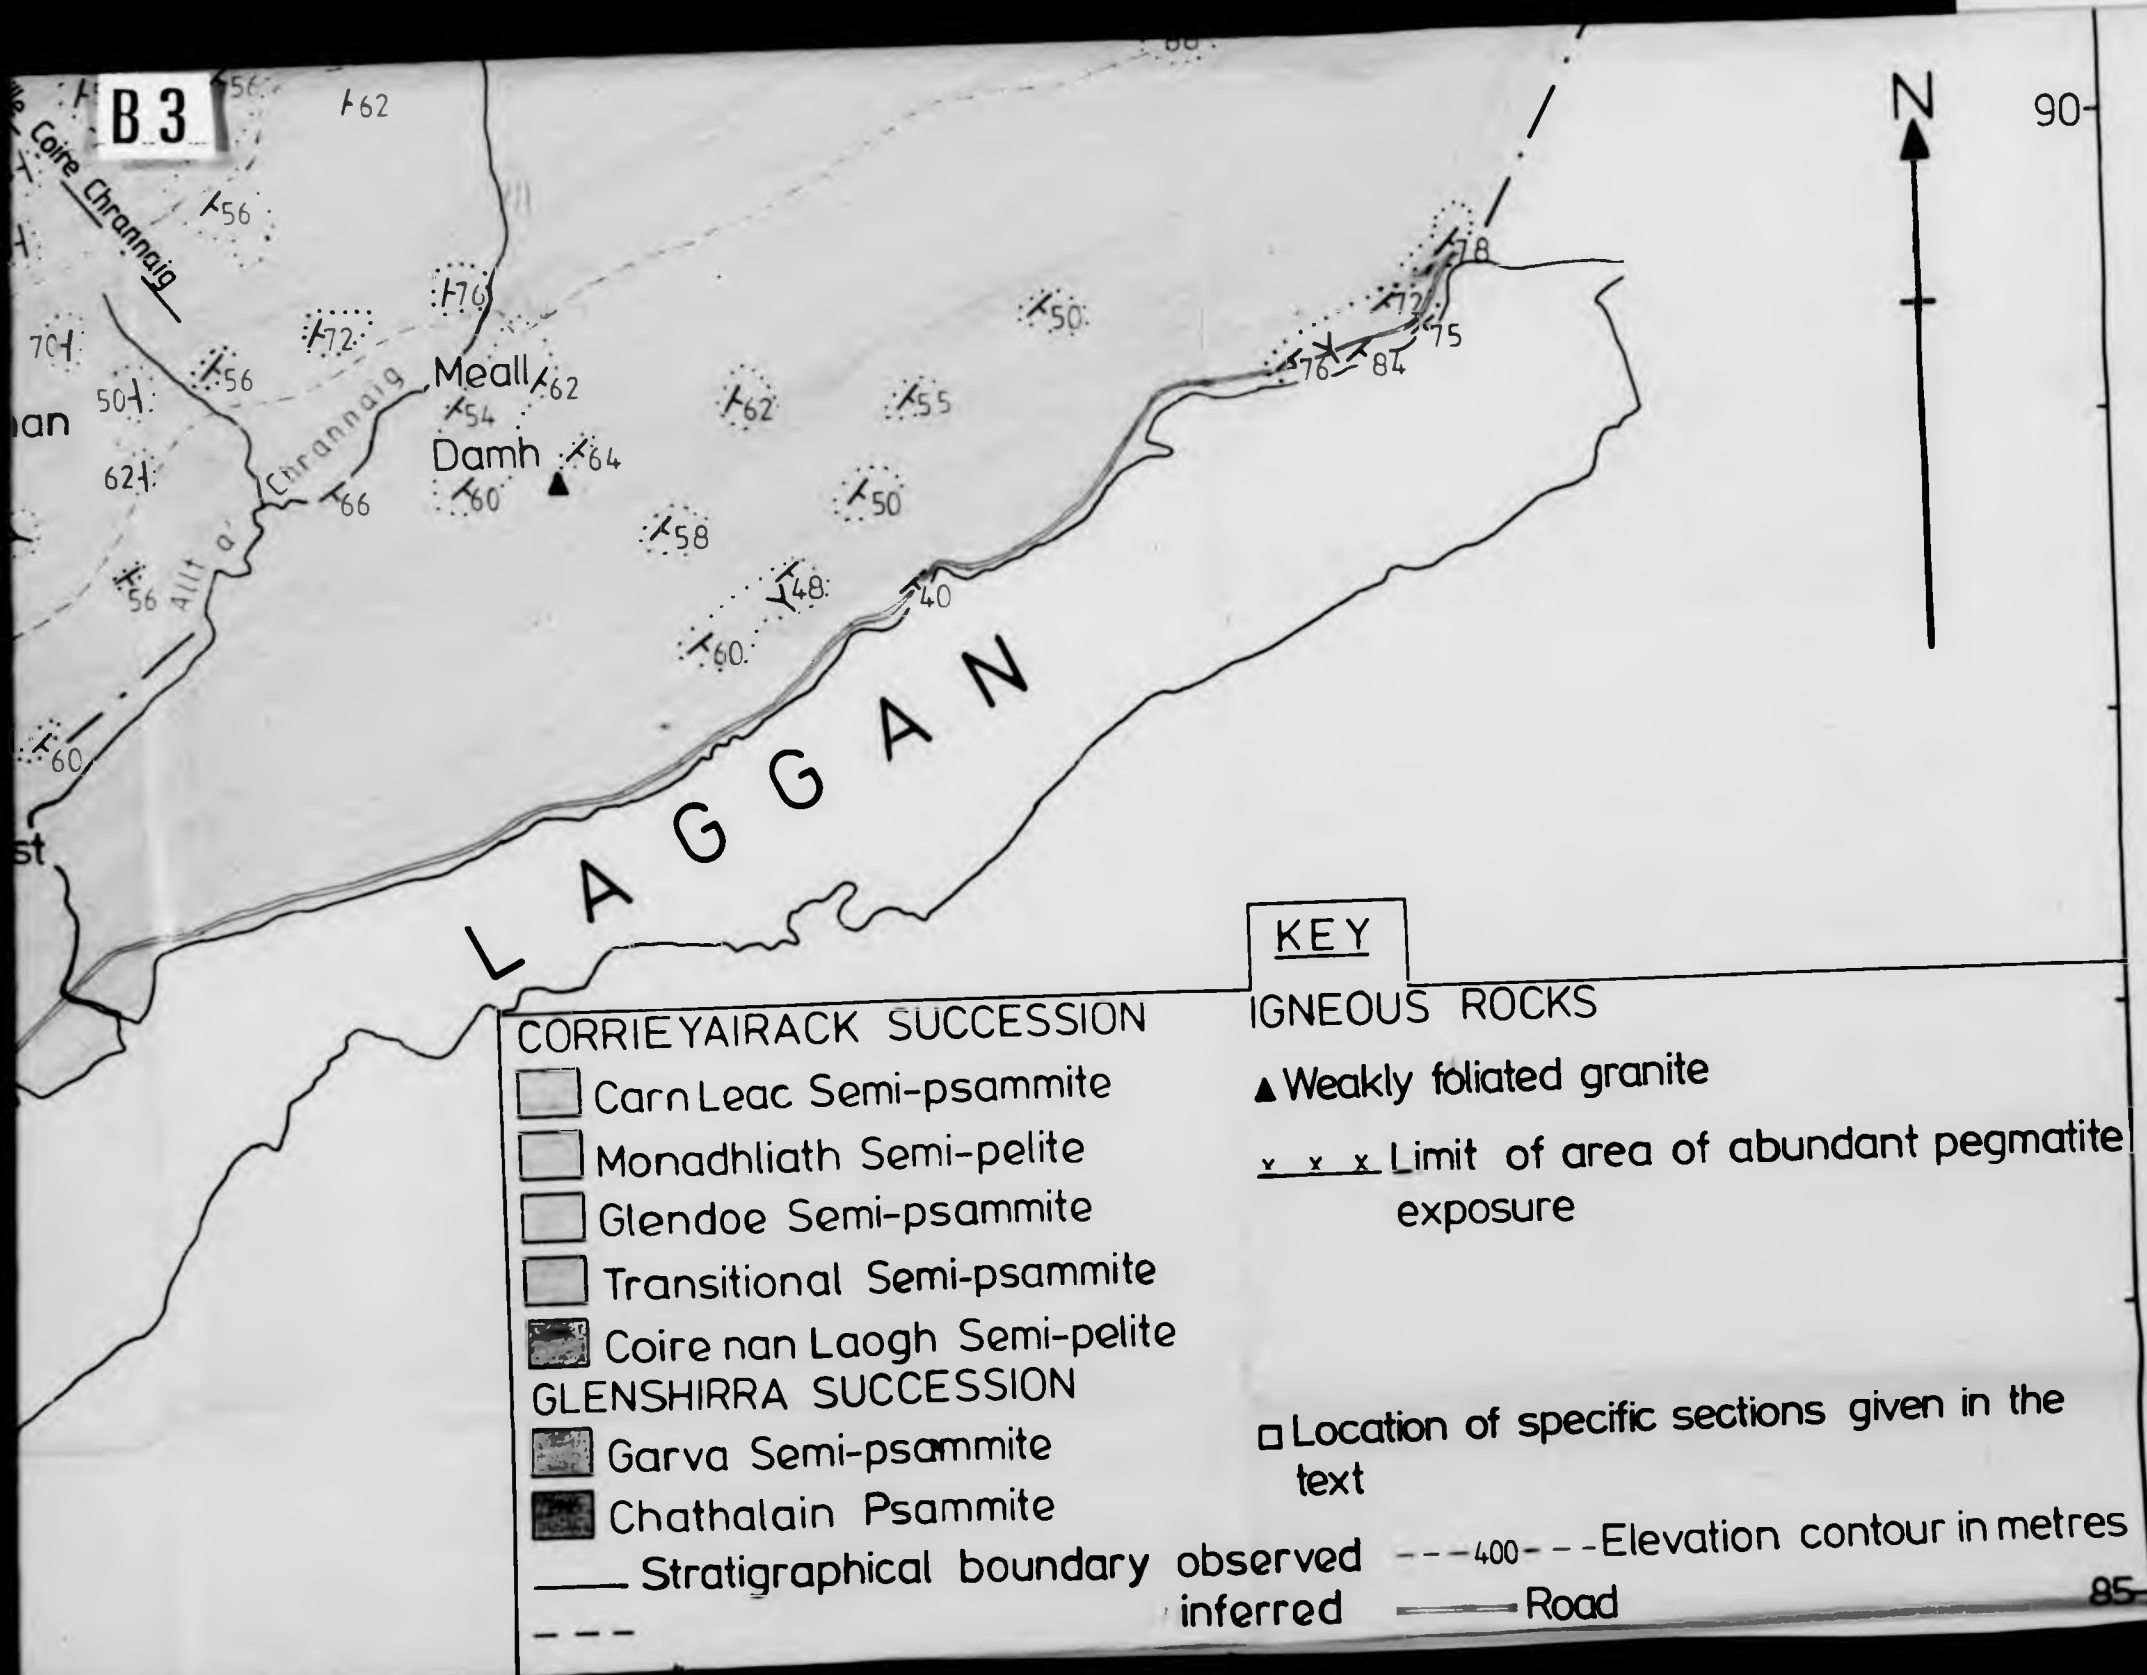 B.3
N
90
Coire Chrannaig
56
62
56
76
72
70
56
50
62
66
56
60
Allt a' Chrannaig
Meall
Damh
62
54
64
60
62
55
50
50
58
48
60
40
76
84
72
75
78
LAGGAN
KEY
CORRIEYAIRACK SUCCESSION
Carn Leac Semi-psammite
Monadhliath Semi-pelite
Glendoe Semi-psammite
Transitional Semi-psammite
Coire nan Laogh Semi-pelite
GLENSHIRRA SUCCESSION
Garva Semi-psammite
Chathalain Psammite
Stratigraphical boundary observed
inferred
IGNEOUS ROCKS
Weakly foliated granite
x x x Limit of area of abundant pegmatite
exposure
Location of specific sections given in the
text
---400---Elevation contour in metres
Road
85